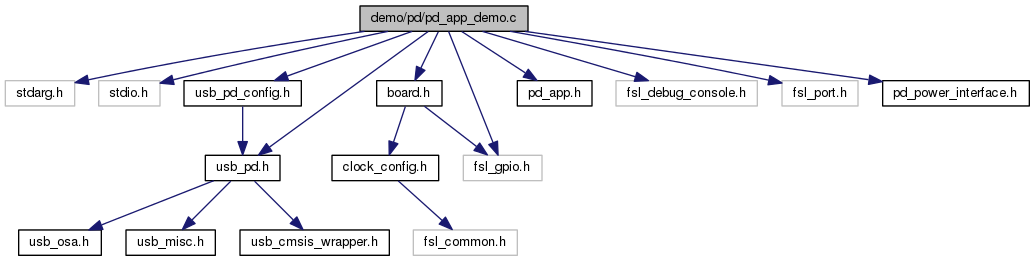 demo/pd/pd_app_demo.c
stdarg.h
stdio.h
usb_pd_config.h
board.h
pd_app.h
fsl_debug_console.h
fsl_port.h
pd_power_interface.h
usb_pd.h
clock_config.h
fsl_gpio.h
usb_osa.h
usb_misc.h
usb_cmsis_wrapper.h
fsl_common.h